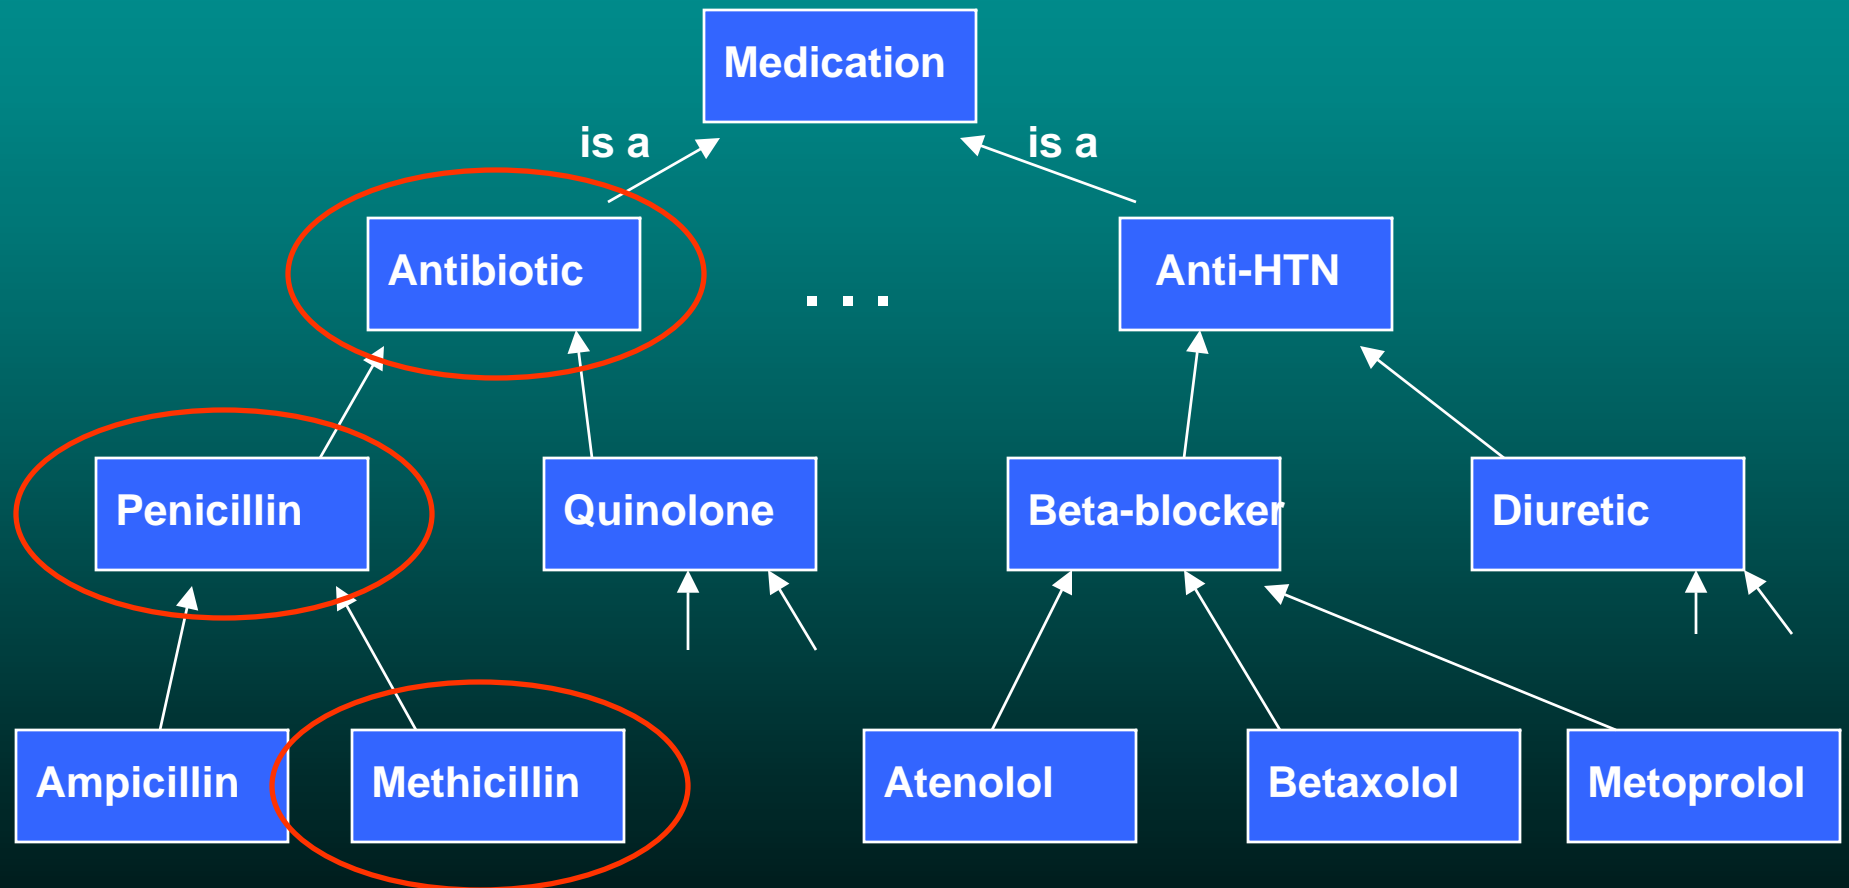 Medication
is a
is a
Antibiotic
. . .
Anti-HTN
Penicillin
Quinolone
Beta-blocker
Diuretic
Ampicillin
Methicillin
Atenolol
Betaxolol
Metoprolol